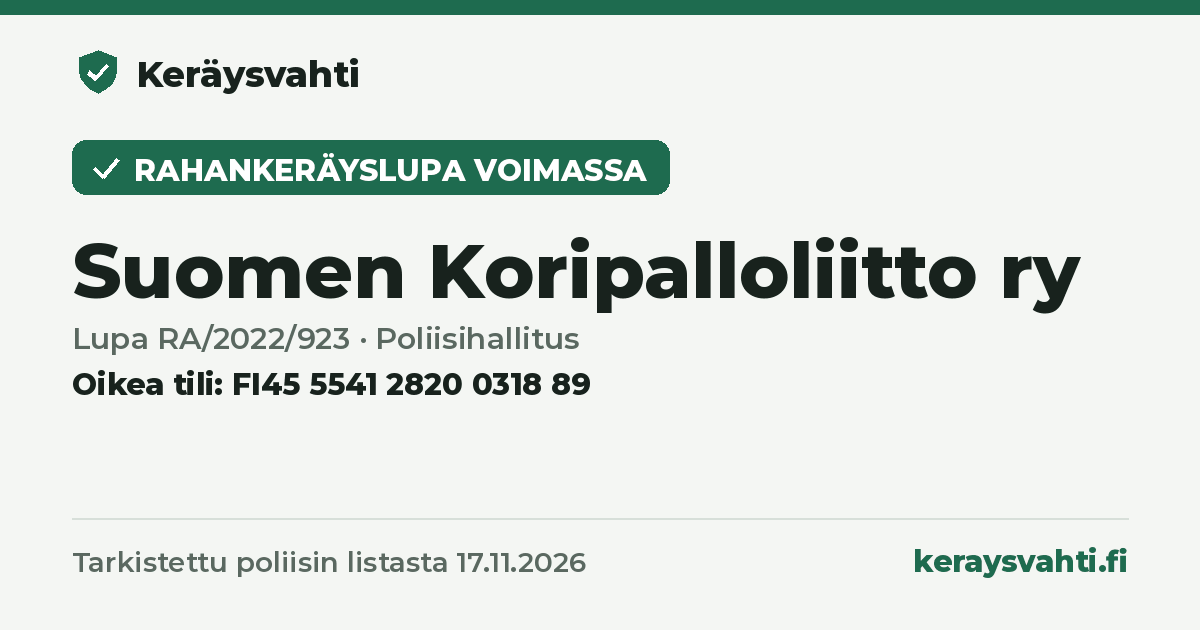 Keräysvahti
RAHANKERÄYSLUPA VOIMASSA
Suomen Koripalloliitto ry
Lupa RA/2022/923 · Poliisihallitus
Oikea tili: FI45 5541 2820 0318 89
Tarkistettu poliisin listasta 17.11.2026
keraysvahti.fi